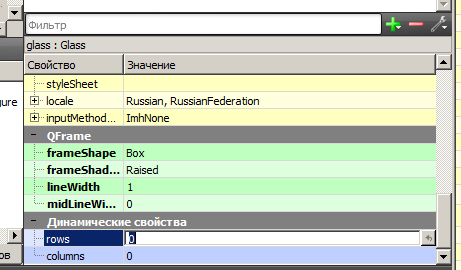 Фильтр
glass : Glass
Свойство Значение
styleSheet
locale Russian, RussianFederation
inputMethod... ImhNone
QFrame
gure
frameShape Box
frameShad... Raised
lineWidth 1
midLineWi... 0
Динамические свойства
rows 0
ов columns 0